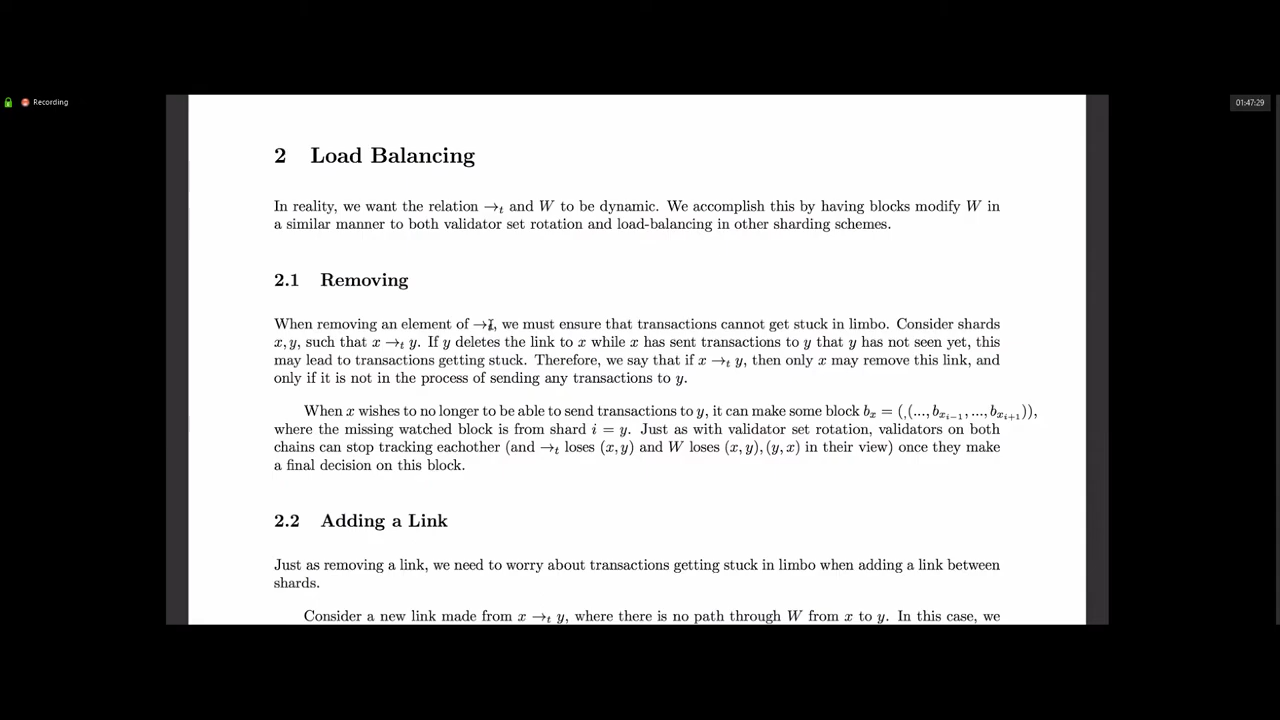 Recording
01:47:29
2 Load Balancing
In reality, we want the relation →t and W to be dynamic. We accomplish this by having blocks modify W in
a similar manner to both validator set rotation and load-balancing in other sharding schemes.
2.1 Removing
When removing an element of →t, we must ensure that transactions cannot get stuck in limbo. Consider shards
x, y, such that x →t y. If y deletes the link to x while x has sent transactions to y that y has not seen yet, this
may lead to transactions getting stuck. Therefore, we say that if x →t y, then only x may remove this link, and
only if it is not in the process of sending any transactions to y.
When x wishes to no longer to be able to send transactions to y, it can make some block bx = (,(..., bxi−1, ..., bxi+1)),
where the missing watched block is from shard i = y. Just as with validator set rotation, validators on both
chains can stop tracking eachother (and →t loses (x, y) and W loses (x, y), (y, x) in their view) once they make
a final decision on this block.
2.2 Adding a Link
Just as removing a link, we need to worry about transactions getting stuck in limbo when adding a link between
shards.
Consider a new link made from x →t y, where there is no path through W from x to y. In this case, we